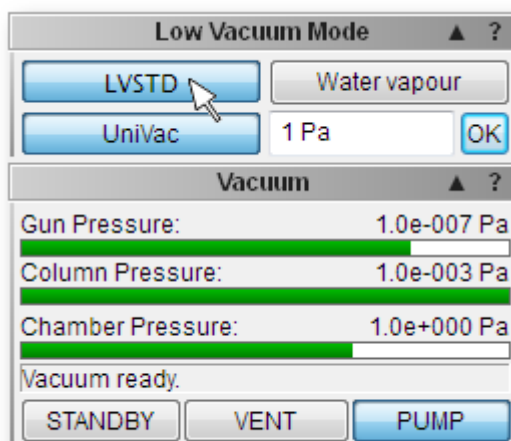 Low Vacuum Mode ▲ ?
LVSTD Water vapour
UniVac 1 Pa OK
Vacuum ▲ ?
Gun Pressure: 1.0e-007 Pa
Column Pressure: 1.0e-003 Pa
Chamber Pressure: 1.0e+000 Pa
Vacuum ready.
STANDBY VENT PUMP